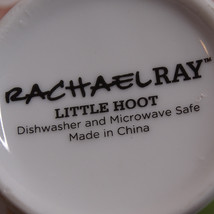 RACHAEL RAY™
LITTLE HOOT
Dishwasher and Microwave Safe
Made in China